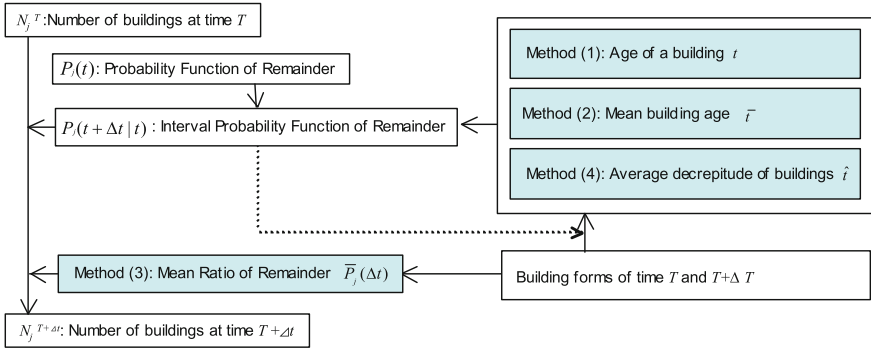 N_j^T:Number of buildings at time T
P_j(t): Probability Function of Remainder
P_j(t + Δt | t) : Interval Probability Function of Remainder
Method (1): Age of a building t
Method (2): Mean building age t̄
Method (4): Average decrepitude of buildings t̂
Method (3): Mean Ratio of Remainder P̄_j(Δt)
Building forms of time T and T+Δ T
N_j^{T+Δt}: Number of buildings at time T+Δt